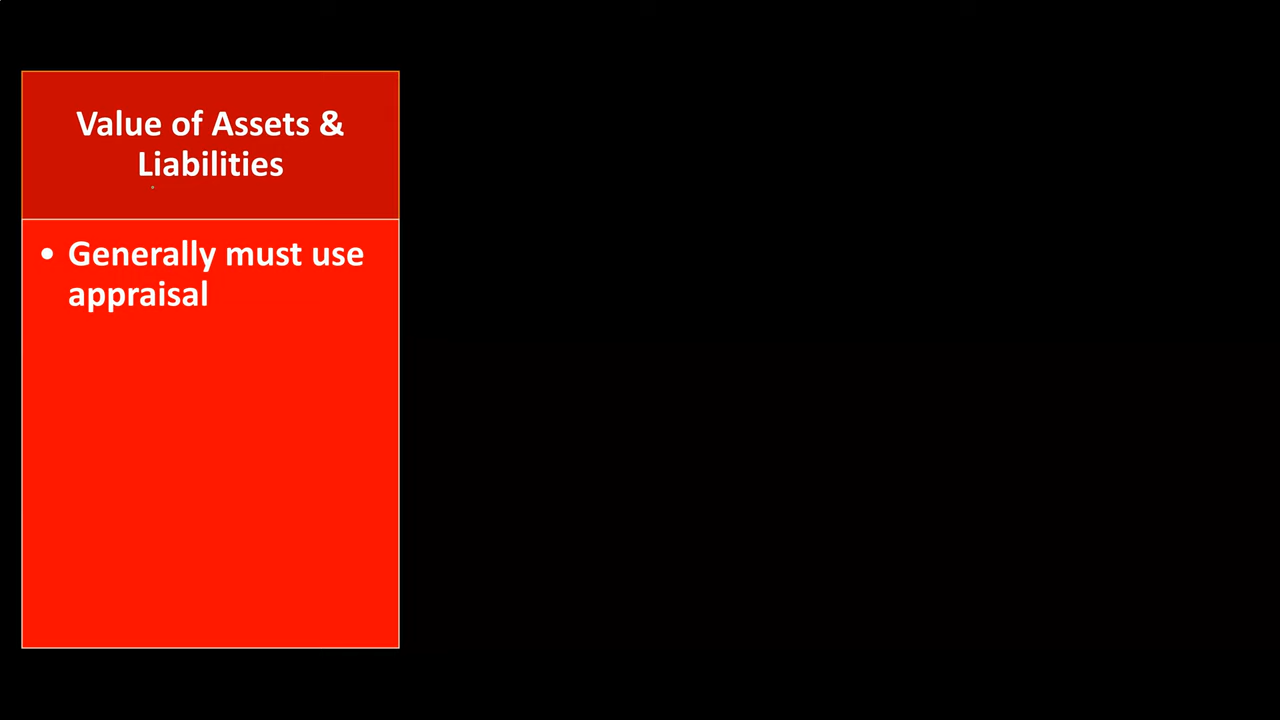 Value of Assets &
Liabilities
• Generally must use
appraisal